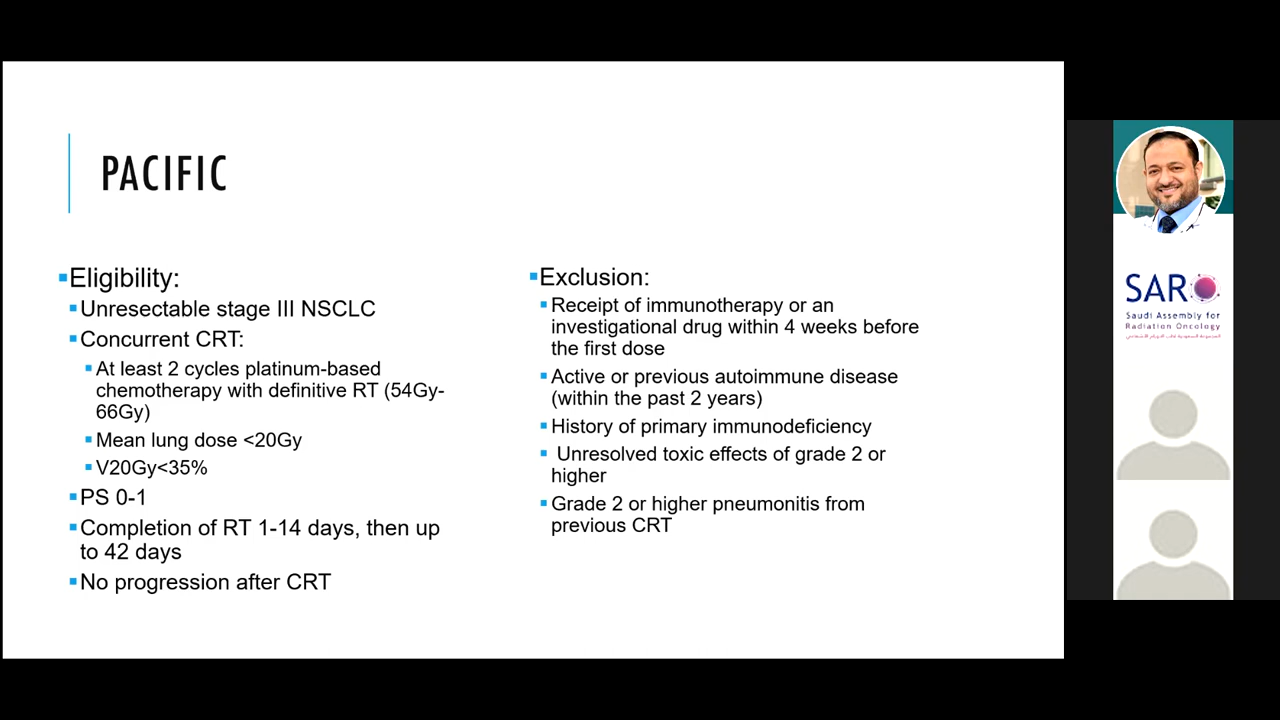 PACIFIC
Eligibility:
Unresectable stage III NSCLC
Concurrent CRT:
At least 2 cycles platinum-based
chemotherapy with definitive RT (54Gy-
66Gy)
Mean lung dose <20Gy
V20Gy<35%
PS 0-1
Completion of RT 1-14 days, then up
to 42 days
No progression after CRT
Exclusion:
Receipt of immunotherapy or an
investigational drug within 4 weeks before
the first dose
Active or previous autoimmune disease
(within the past 2 years)
History of primary immunodeficiency
Unresolved toxic effects of grade 2 or
higher
Grade 2 or higher pneumonitis from
previous CRT
SARO
Saudi Assembly for
Radiation Oncology